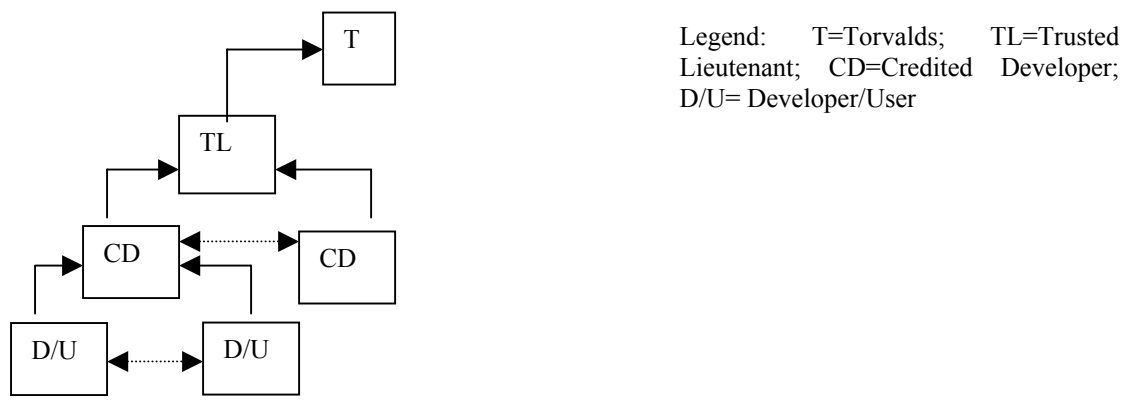 T
Legend: T=Torvalds; TL=Trusted
Lieutenant; CD=Credited Developer;
D/U= Developer/User
TL
CD
CD
D/U
D/U